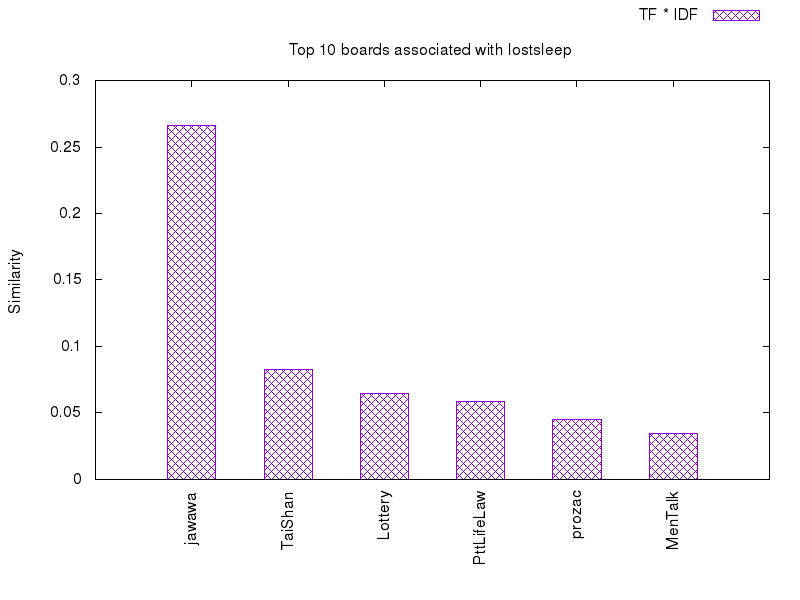 TF * IDF
Top 10 boards associated with lostsleep
0.3
0.25
0.2
0.15
0.1
0.05
0
Similarity
jawawa
TaiShan
Lottery
PttLifeLaw
prozac
MenTalk